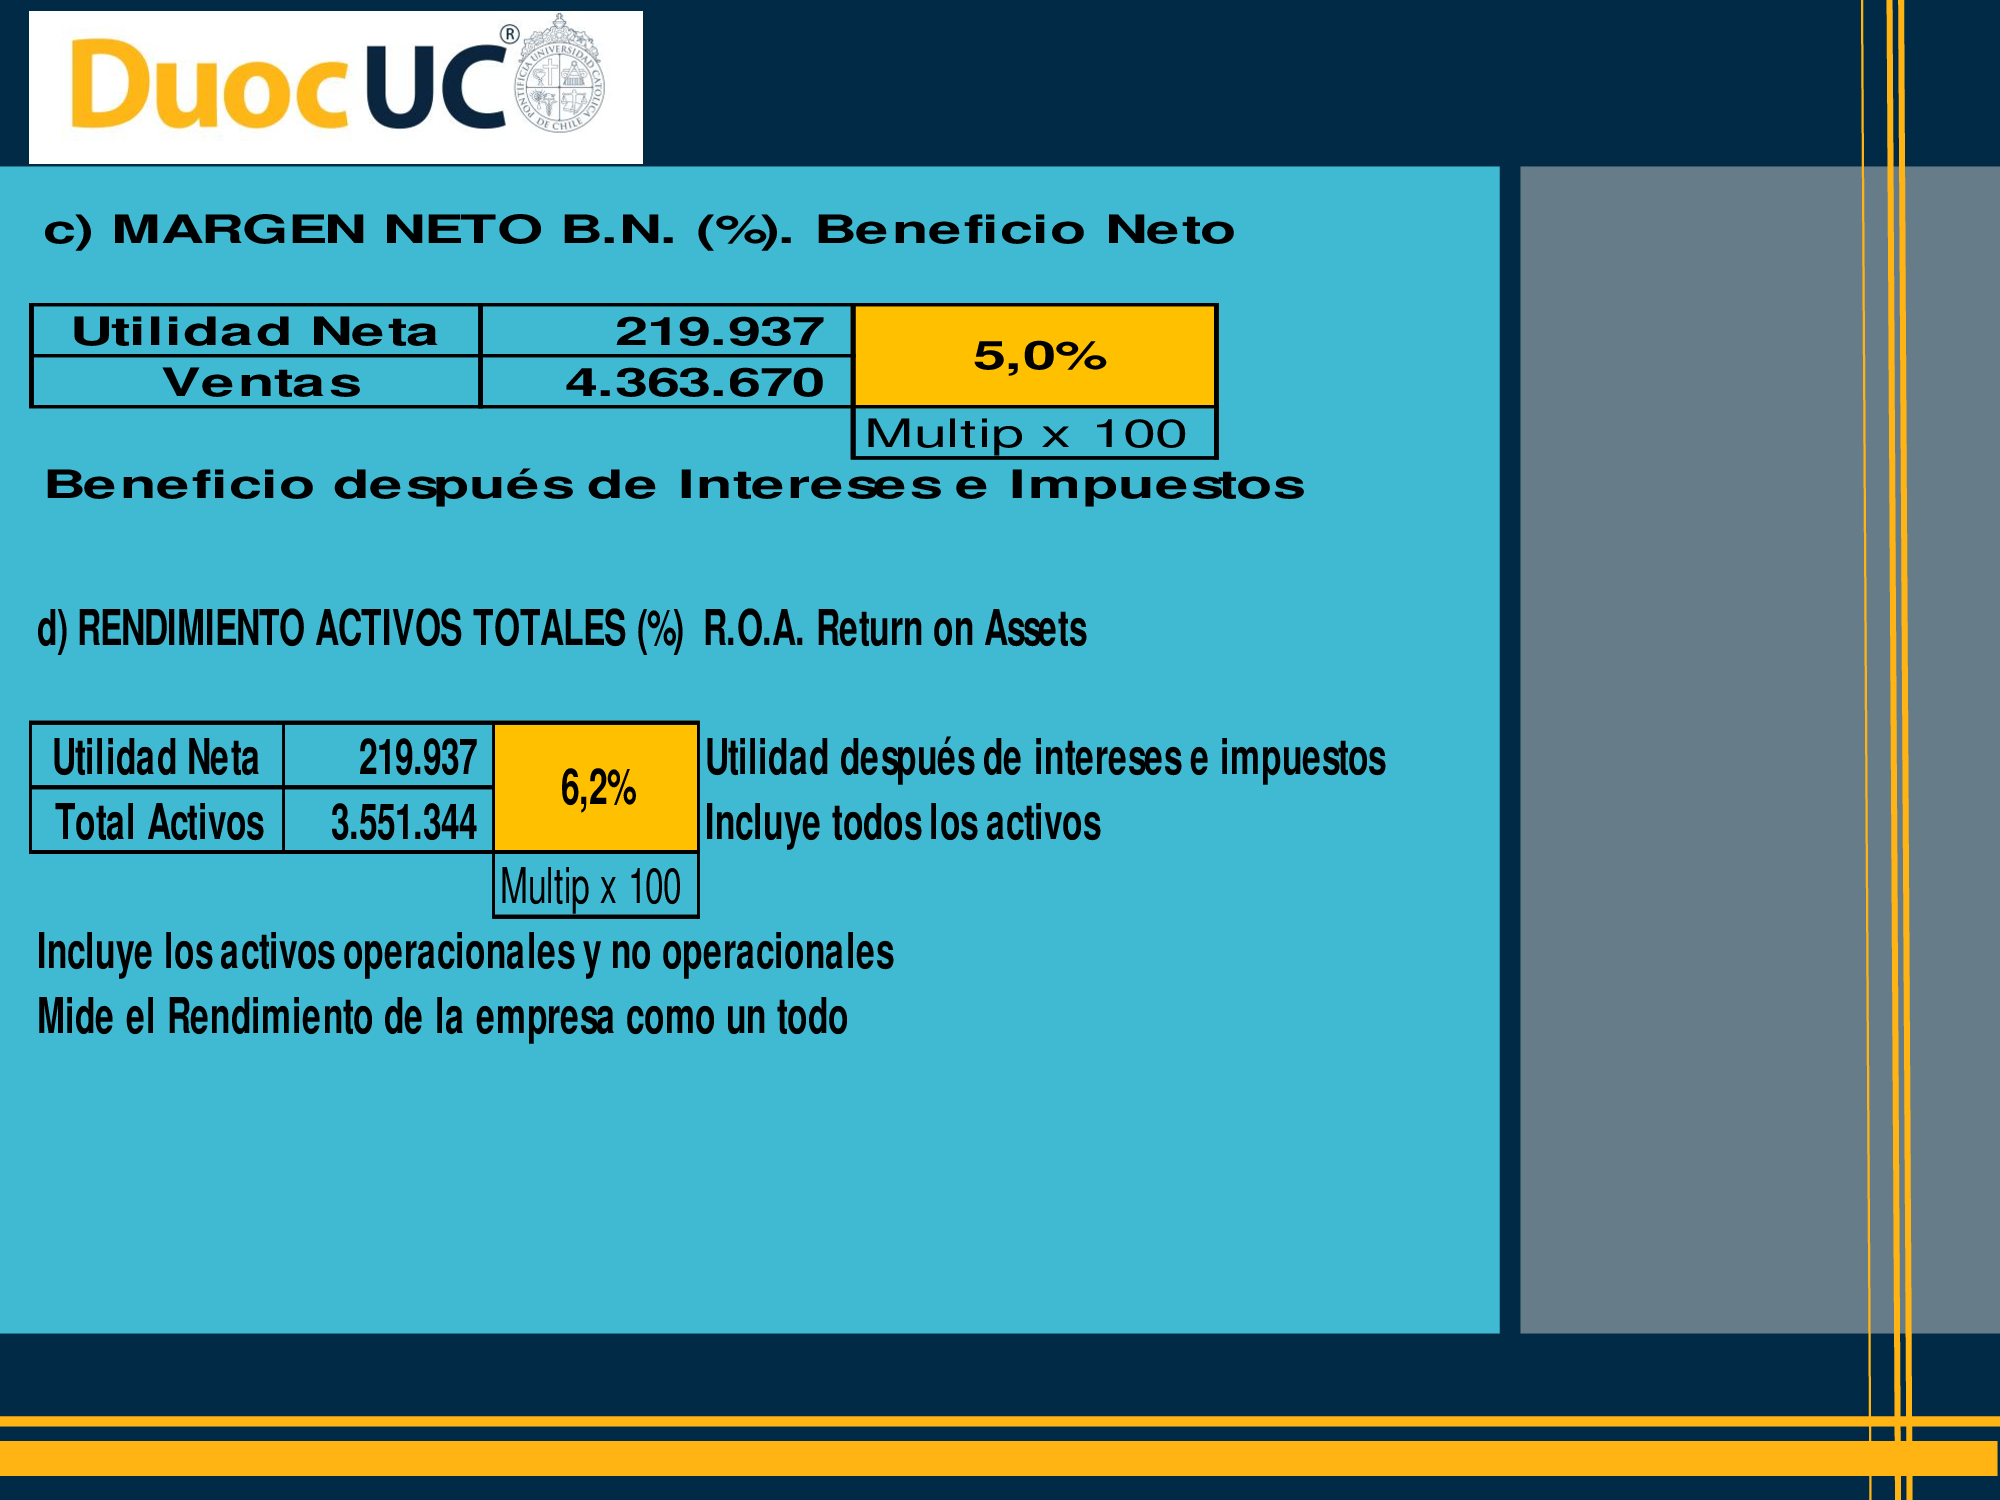 Duoc UC ®
PONTIFICIA UNIVERSIDAD CATOLICA DE CHILE
c) MARGEN NETO B.N. (%). Beneficio Neto
Utilidad Neta 219.937 5,0%
Ventas 4.363.670
Multip x 100
Beneficio después de Intereses e Impuestos
d) RENDIMIENTO ACTIVOS TOTALES (%) R.O.A. Return on Assets
Utilidad Neta 219.937 6,2% Utilidad después de intereses e impuestos
Total Activos 3.551.344 Incluye todos los activos
Multip x 100
Incluye los activos operacionales y no operacionales
Mide el Rendimiento de la empresa como un todo